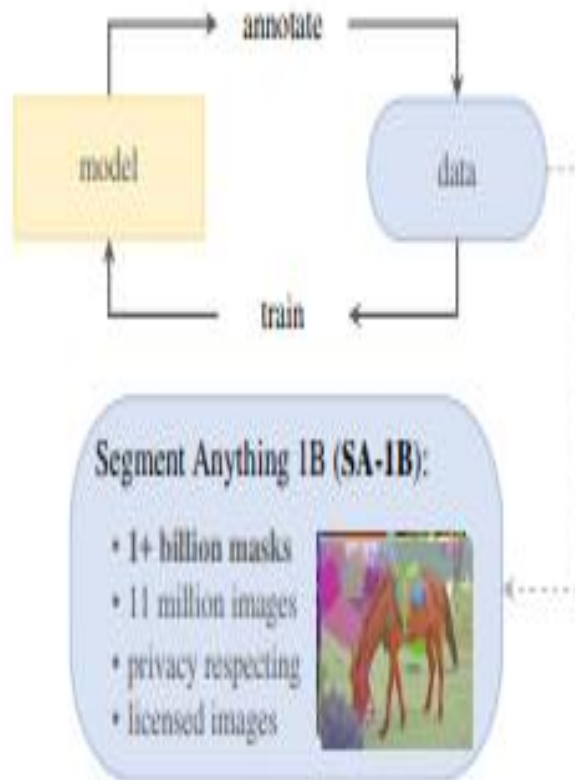 annotate
model
data
train
Segment Anything 1B (SA-1B):
• 1+ billion masks
• 11 million images
• privacy respecting
• licensed images